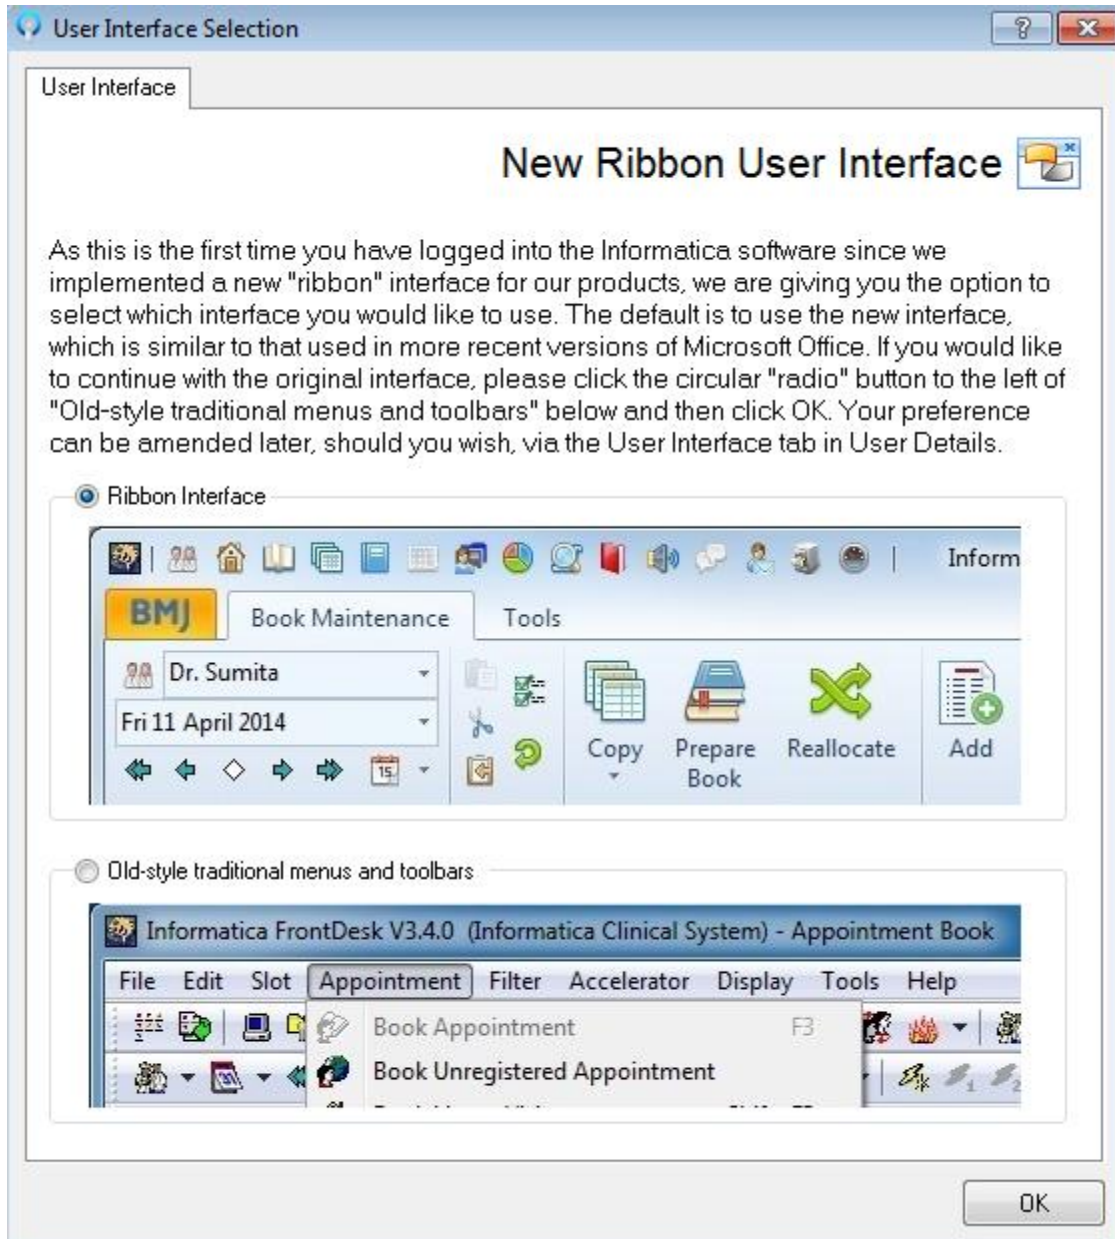 User Interface Selection
User Interface
New Ribbon User Interface
As this is the first time you have logged into the Informatica software since we
implemented a new "ribbon" interface for our products, we are giving you the option to
select which interface you would like to use. The default is to use the new interface,
which is similar to that used in more recent versions of Microsoft Office. If you would like
to continue with the original interface, please click the circular "radio" button to the left of
"Old-style traditional menus and toolbars" below and then click OK. Your preference
can be amended later, should you wish, via the User Interface tab in User Details.
Ribbon Interface
Inform
BMJ Book Maintenance Tools
Dr. Sumita
Fri 11 April 2014
15
Copy Prepare Book Reallocate Add
Old-style traditional menus and toolbars
Informatica FrontDesk V3.4.0 (Informatica Clinical System) - Appointment Book
File Edit Slot Appointment Filter Accelerator Display Tools Help
Book Appointment F3
Book Unregistered Appointment
OK